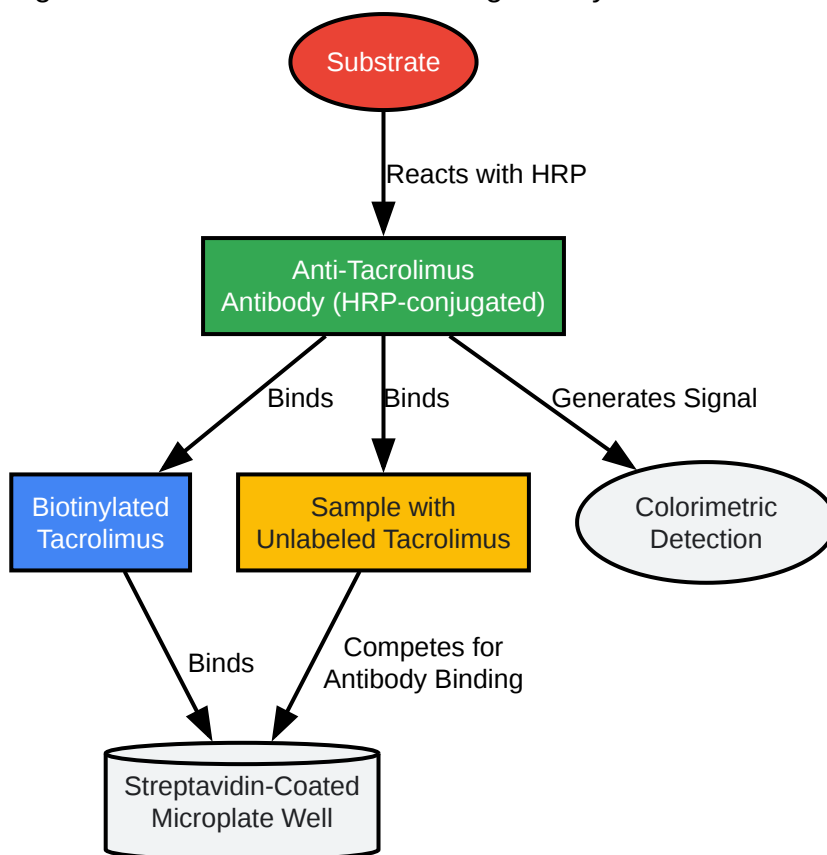 Substrate
Reacts with HRP
Anti-Tacrolimus
Antibody (HRP-conjugated)
Binds
Binds
Generates Signal
Biotinylated
Tacrolimus
Sample with
Unlabeled Tacrolimus
Colorimetric
Detection
Binds
Competes for
Antibody Binding
Streptavidin-Coated
Microplate Well